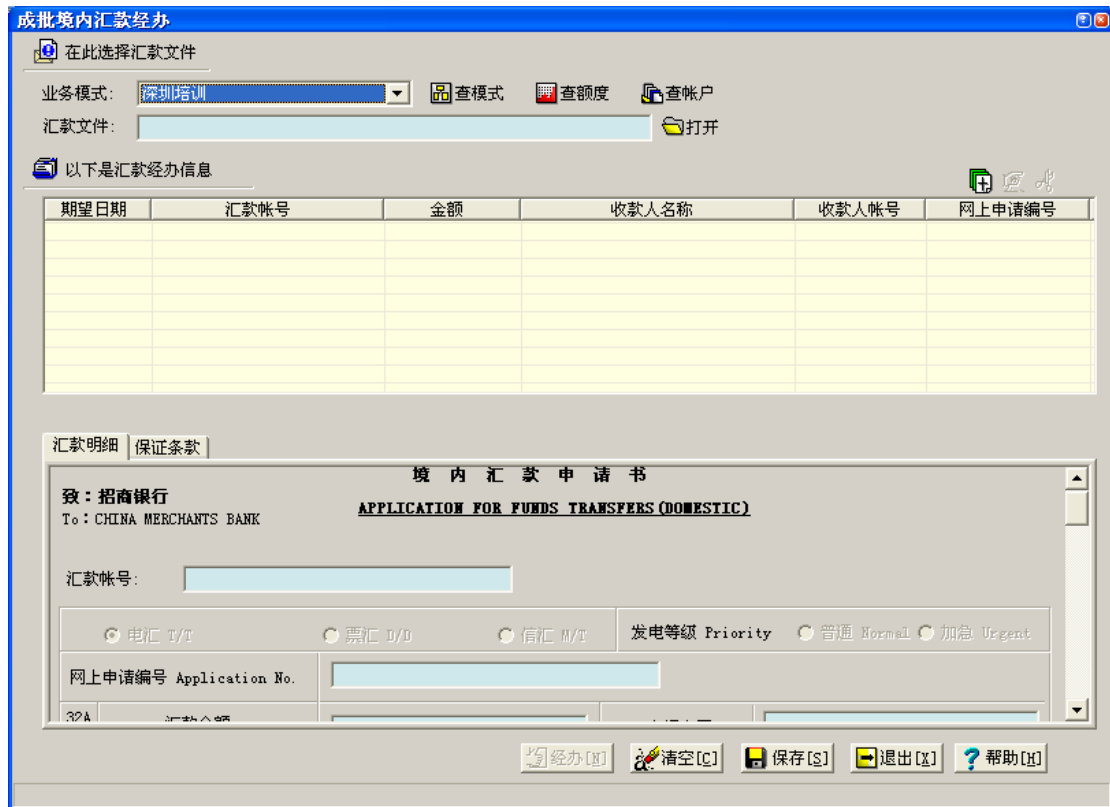 成批境内汇款经办
在此选择汇款文件
业务模式: 深圳培训 查模式 查额度 查帐户
汇款文件: 打开
以下是汇款经办信息
期望日期 汇款帐号 金额 收款人名称 收款人帐号 网上申请编号
汇款明细 保证条款
境内汇款申请书
致：招商银行
APPLICATION FOR FUNDS TRANSFERS(DOMESTIC)
To：CHINA MERCHANTS BANK
汇款帐号:
电汇 T/T 票汇 D/D 信汇 M/T 发电等级 Priority 普通 Normal 加急 Urgent
网上申请编号 Application No.
32A 汇款金额
经办[N] 清空[C] 保存[S] 退出[X] 帮助[H]